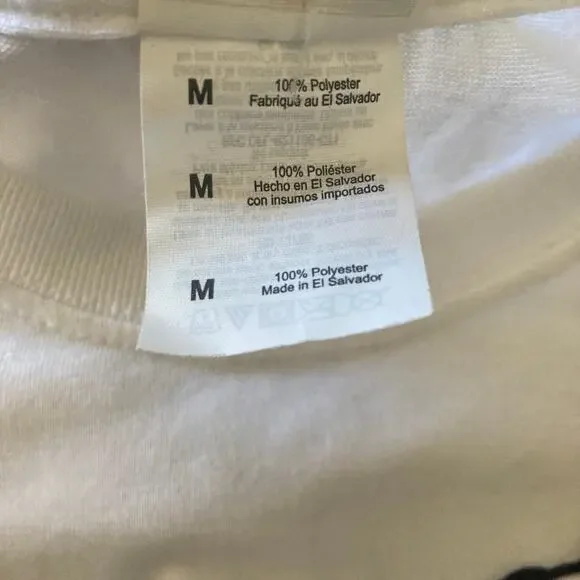 M 100% Polyester
Fabriqué au El Salvador
M 100% Poliéster
Hecho en El Salvador
con insumos importados
M 100% Polyester
Made in El Salvador